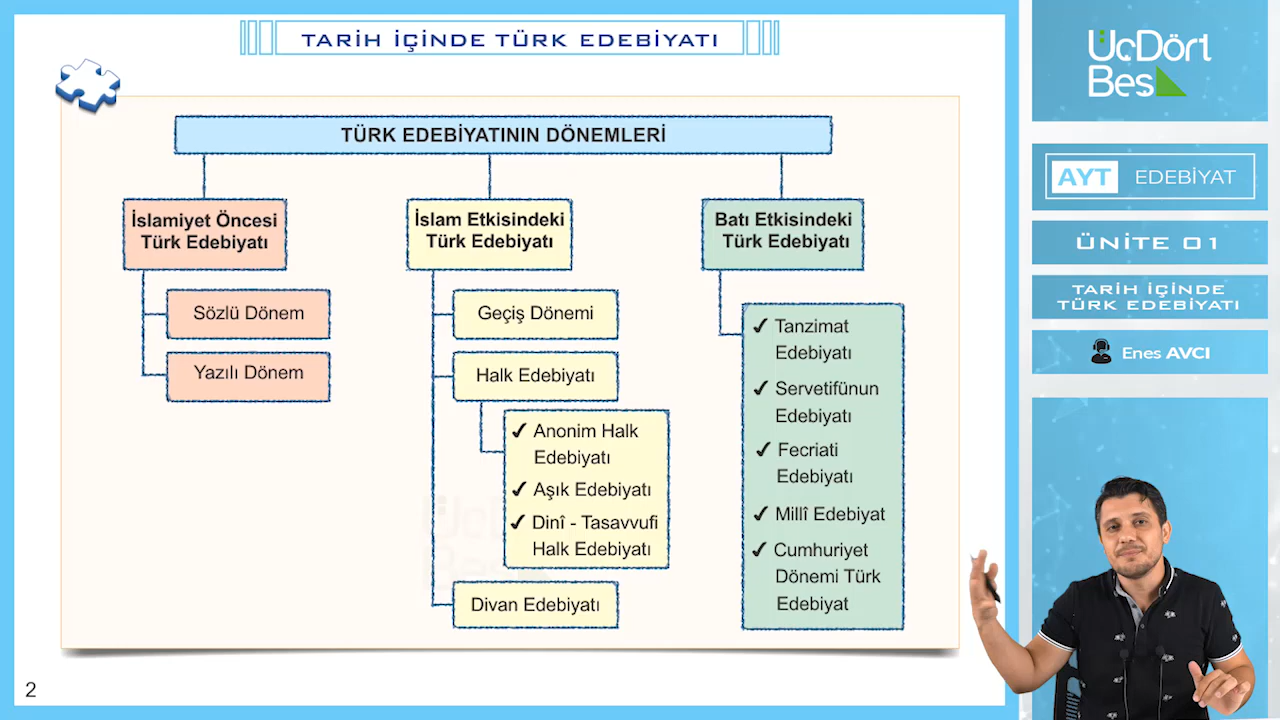 TARİH İÇİNDE TÜRK EDEBİYATI
TÜRK EDEBİYATININ DÖNEMLERİ
İslamiyet Öncesi
Türk Edebiyatı
Sözlü Dönem
Yazılı Dönem
İslam Etkisindeki
Türk Edebiyatı
Geçiş Dönemi
Halk Edebiyatı
✓ Anonim Halk
Edebiyatı
✓ Aşık Edebiyatı
✓ Dinî - Tasavvufi
Halk Edebiyatı
Divan Edebiyatı
Batı Etkisindeki
Türk Edebiyatı
✓ Tanzimat
Edebiyatı
✓ Servetifünun
Edebiyatı
✓ Fecriati
Edebiyatı
✓ Millî Edebiyat
✓ Cumhuriyet
Dönemi Türk
Edebiyat
2
ÜçDört
Beş
AYT EDEBİYAT
ÜNİTE 01
TARİH İÇİNDE
TÜRK EDEBİYATI
Enes AVCI